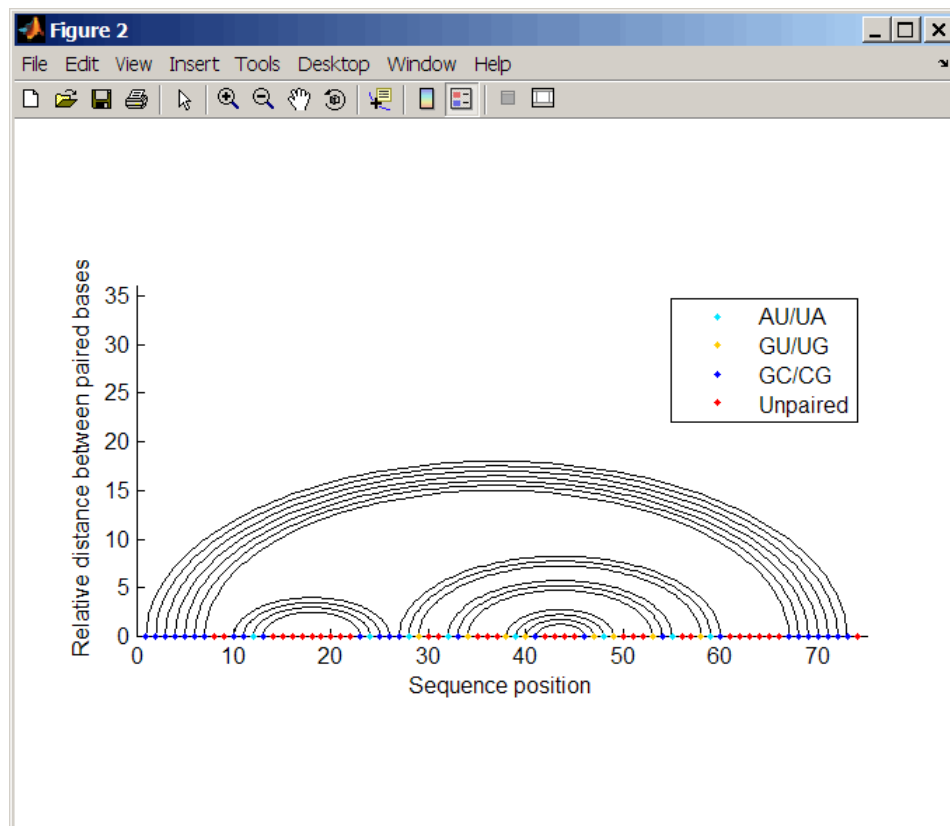 Figure 2
File Edit View Insert Tools Desktop Window Help
Relative distance between paired bases
35
30
25
20
15
10
5
0
AU/UA
GU/UG
GC/CG
Unpaired
0 10 20 30 40 50 60 70
Sequence position